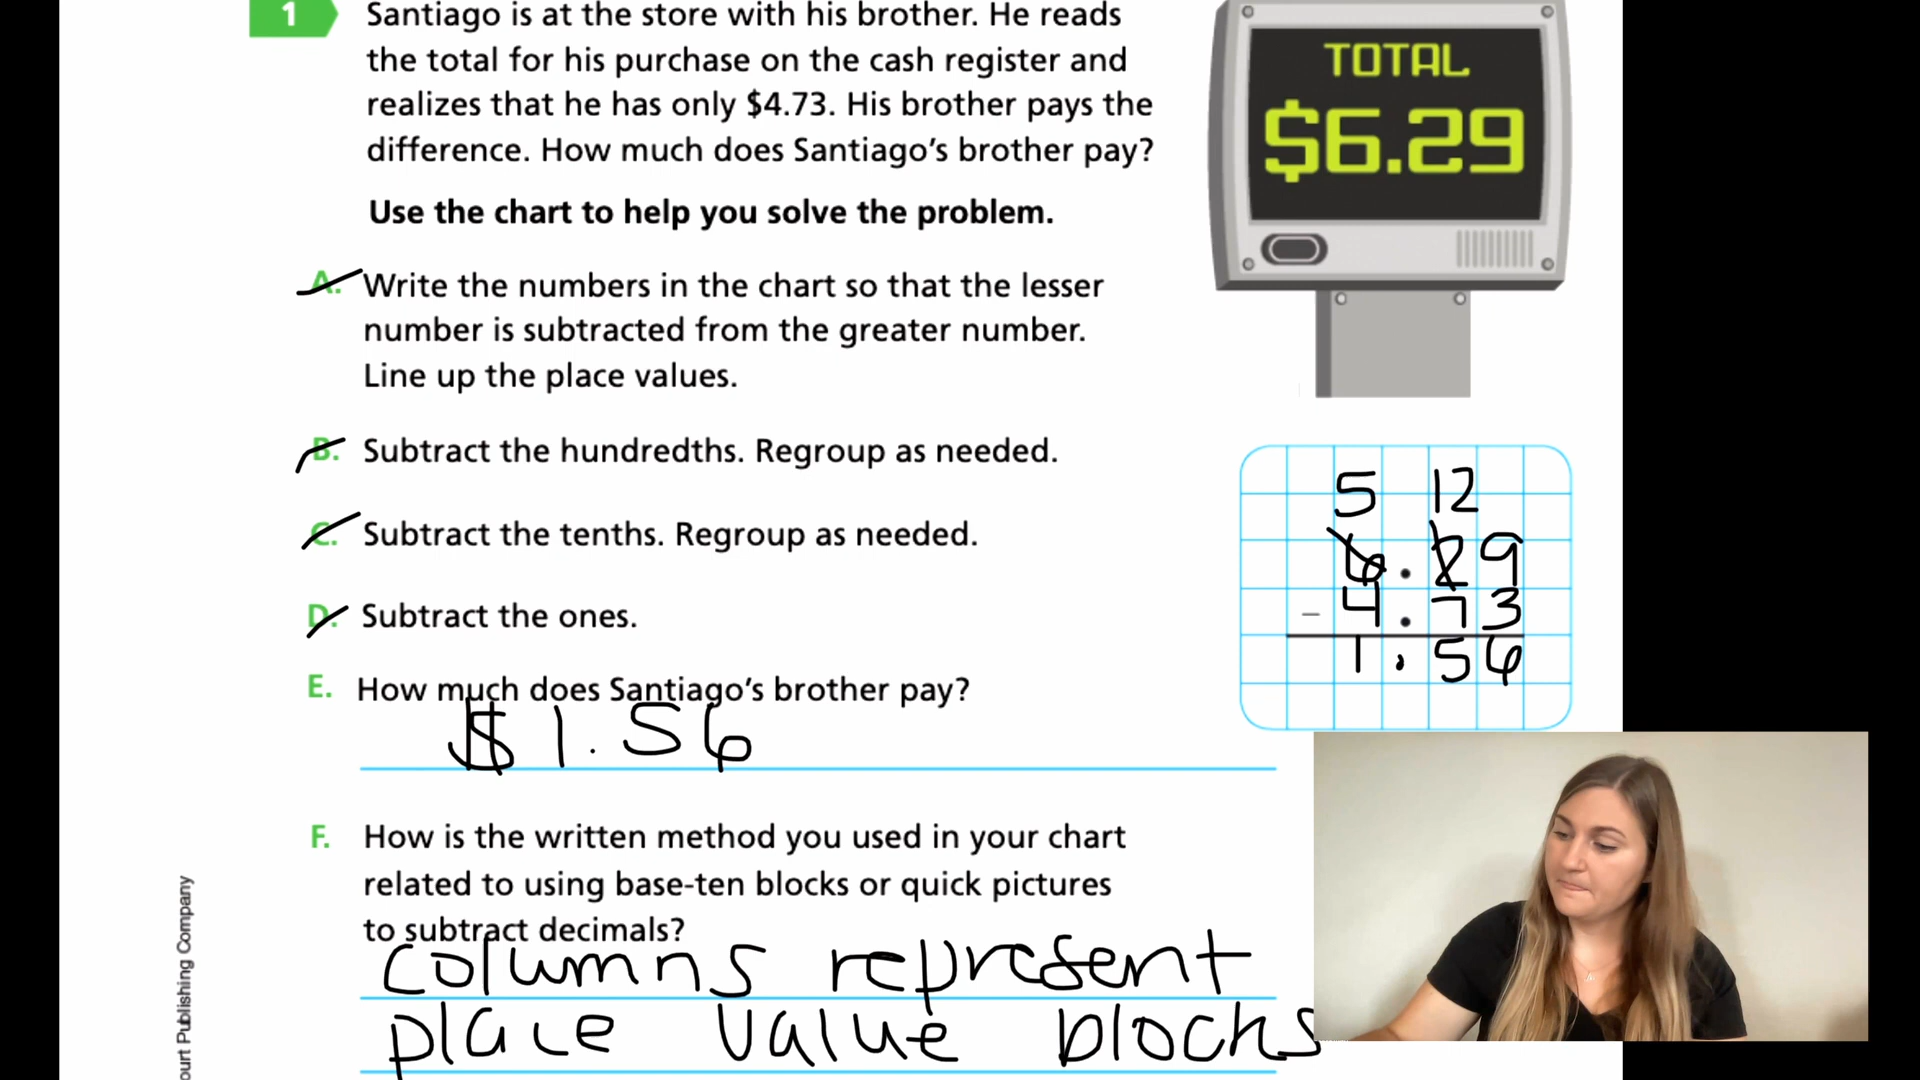 1 Santiago is at the store with his brother. He reads
the total for his purchase on the cash register and
realizes that he has only $4.73. His brother pays the
difference. How much does Santiago's brother pay?
TOTAL
$6.29
Use the chart to help you solve the problem.
A. Write the numbers in the chart so that the lesser
number is subtracted from the greater number.
Line up the place values.
B. Subtract the hundredths. Regroup as needed.
C. Subtract the tenths. Regroup as needed.
D. Subtract the ones.
5 12
6.29
- 4.73
1.56
E. How much does Santiago's brother pay?
$1.56
F. How is the written method you used in your chart
related to using base-ten blocks or quick pictures
to subtract decimals?
columns represent
place value blocks
Publishing Company